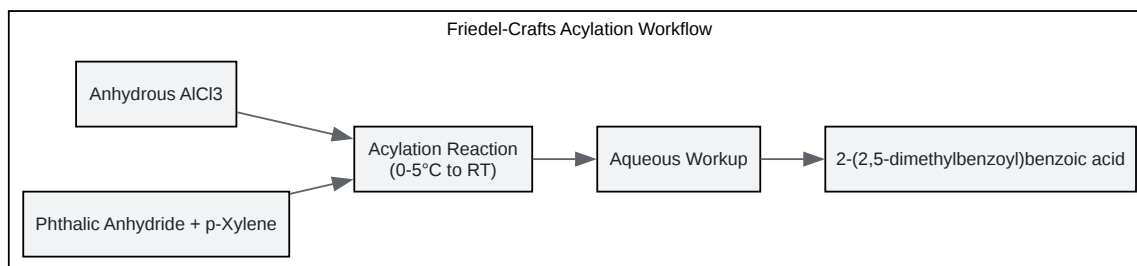 Friedel-Crafts Acylation Workflow
Anhydrous AlCl3
Phthalic Anhydride + p-Xylene
Acylation Reaction
(0-5°C to RT)
Aqueous Workup
2-(2,5-dimethylbenzoyl)benzoic acid